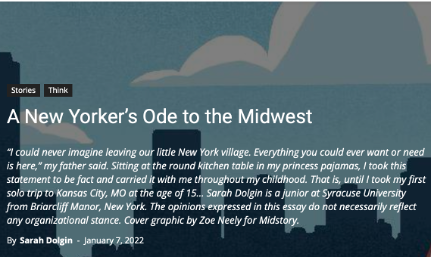 Stories Think
A New Yorker's Ode to the Midwest
"I could never imagine leaving our little New York village. Everything you could ever want or need
is here," my father said. Sitting at the round kitchen table in my princess pajamas, I took this
statement to be fact and carried it with me throughout my childhood. That is, until I took my first
solo trip to Kansas City, MO at the age of 15... Sarah Dolgin is a junior at Syracuse University
from Briarcliff Manor, New York. The opinions expressed in this essay do not necessarily reflect
any organizational stance. Cover graphic by Zoe Neely for Midstory.
By Sarah Dolgin - January 7, 2022